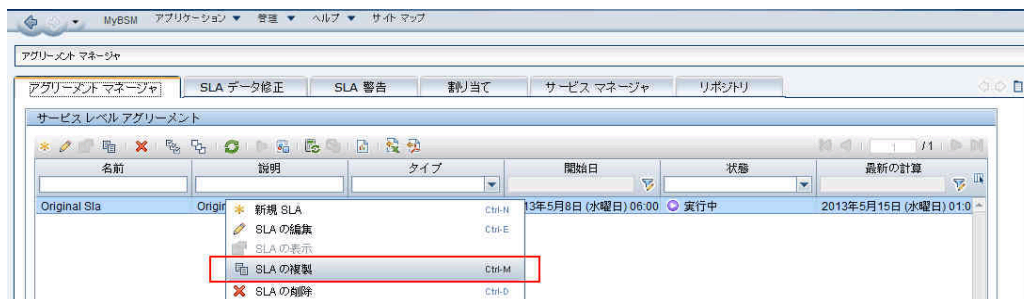 MyBSM アプリケーション 管理 ヘルプ サイト マップ
アグリーメント マネージャ
アグリーメント マネージャ SLA データ修正 SLA 警告 割り当て サービス マネージャ リポジトリ
サービス レベル アグリーメント
1 /1
名前 説明 タイプ 開始日 状態 最新の計算
Original Sla Origir 13年5月8日 (水曜日) 06:00 実行中 2013年5月15日 (水曜日) 01:0
新規 SLA Ctrl-N
SLA の編集 Ctrl-E
SLA の表示
SLA の複製 Ctrl-M
SLA の削除 Ctrl-D